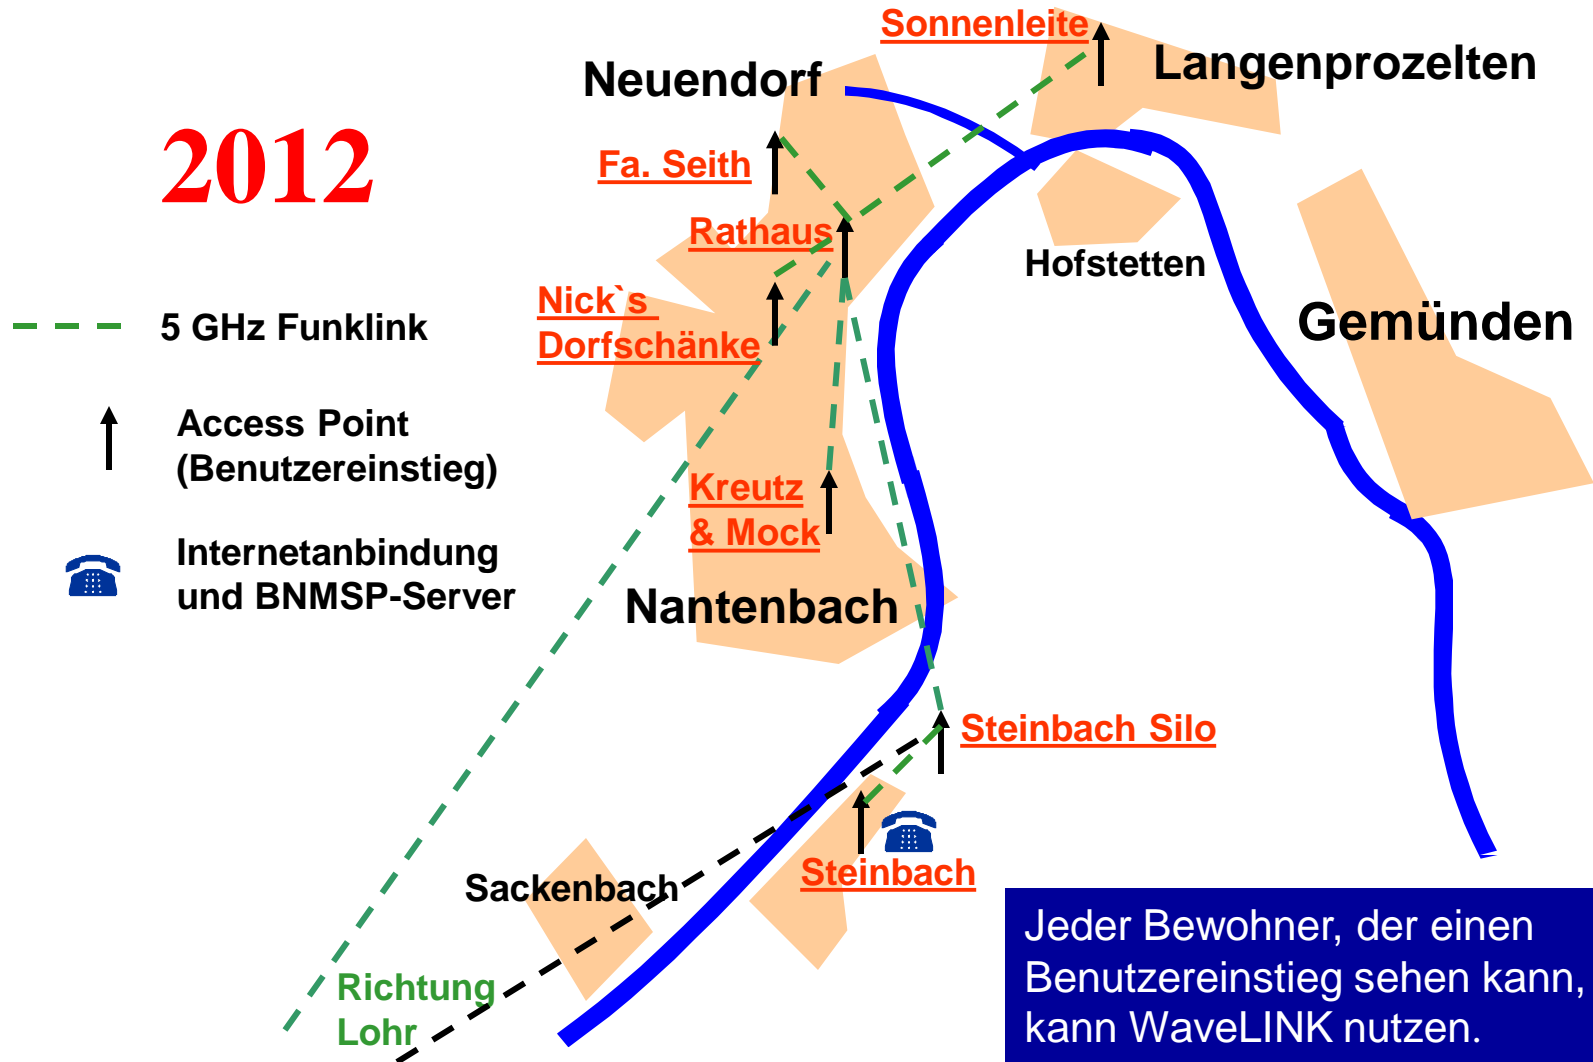 Sonnenleite
Langenprozelten
Neuendorf
2012
Fa. Seith
Rathaus
Hofstetten
Nick`s
Dorfschänke
Gemünden
5 GHz Funklink
Access Point
(Benutzereinstieg)
Kreutz
& Mock
Internetanbindung
und BNMSP-Server
Nantenbach
Steinbach Silo
Steinbach
Sackenbach
Richtung
Lohr
Jeder Bewohner, der einen
Benutzereinstieg sehen kann,
kann WaveLINK nutzen.